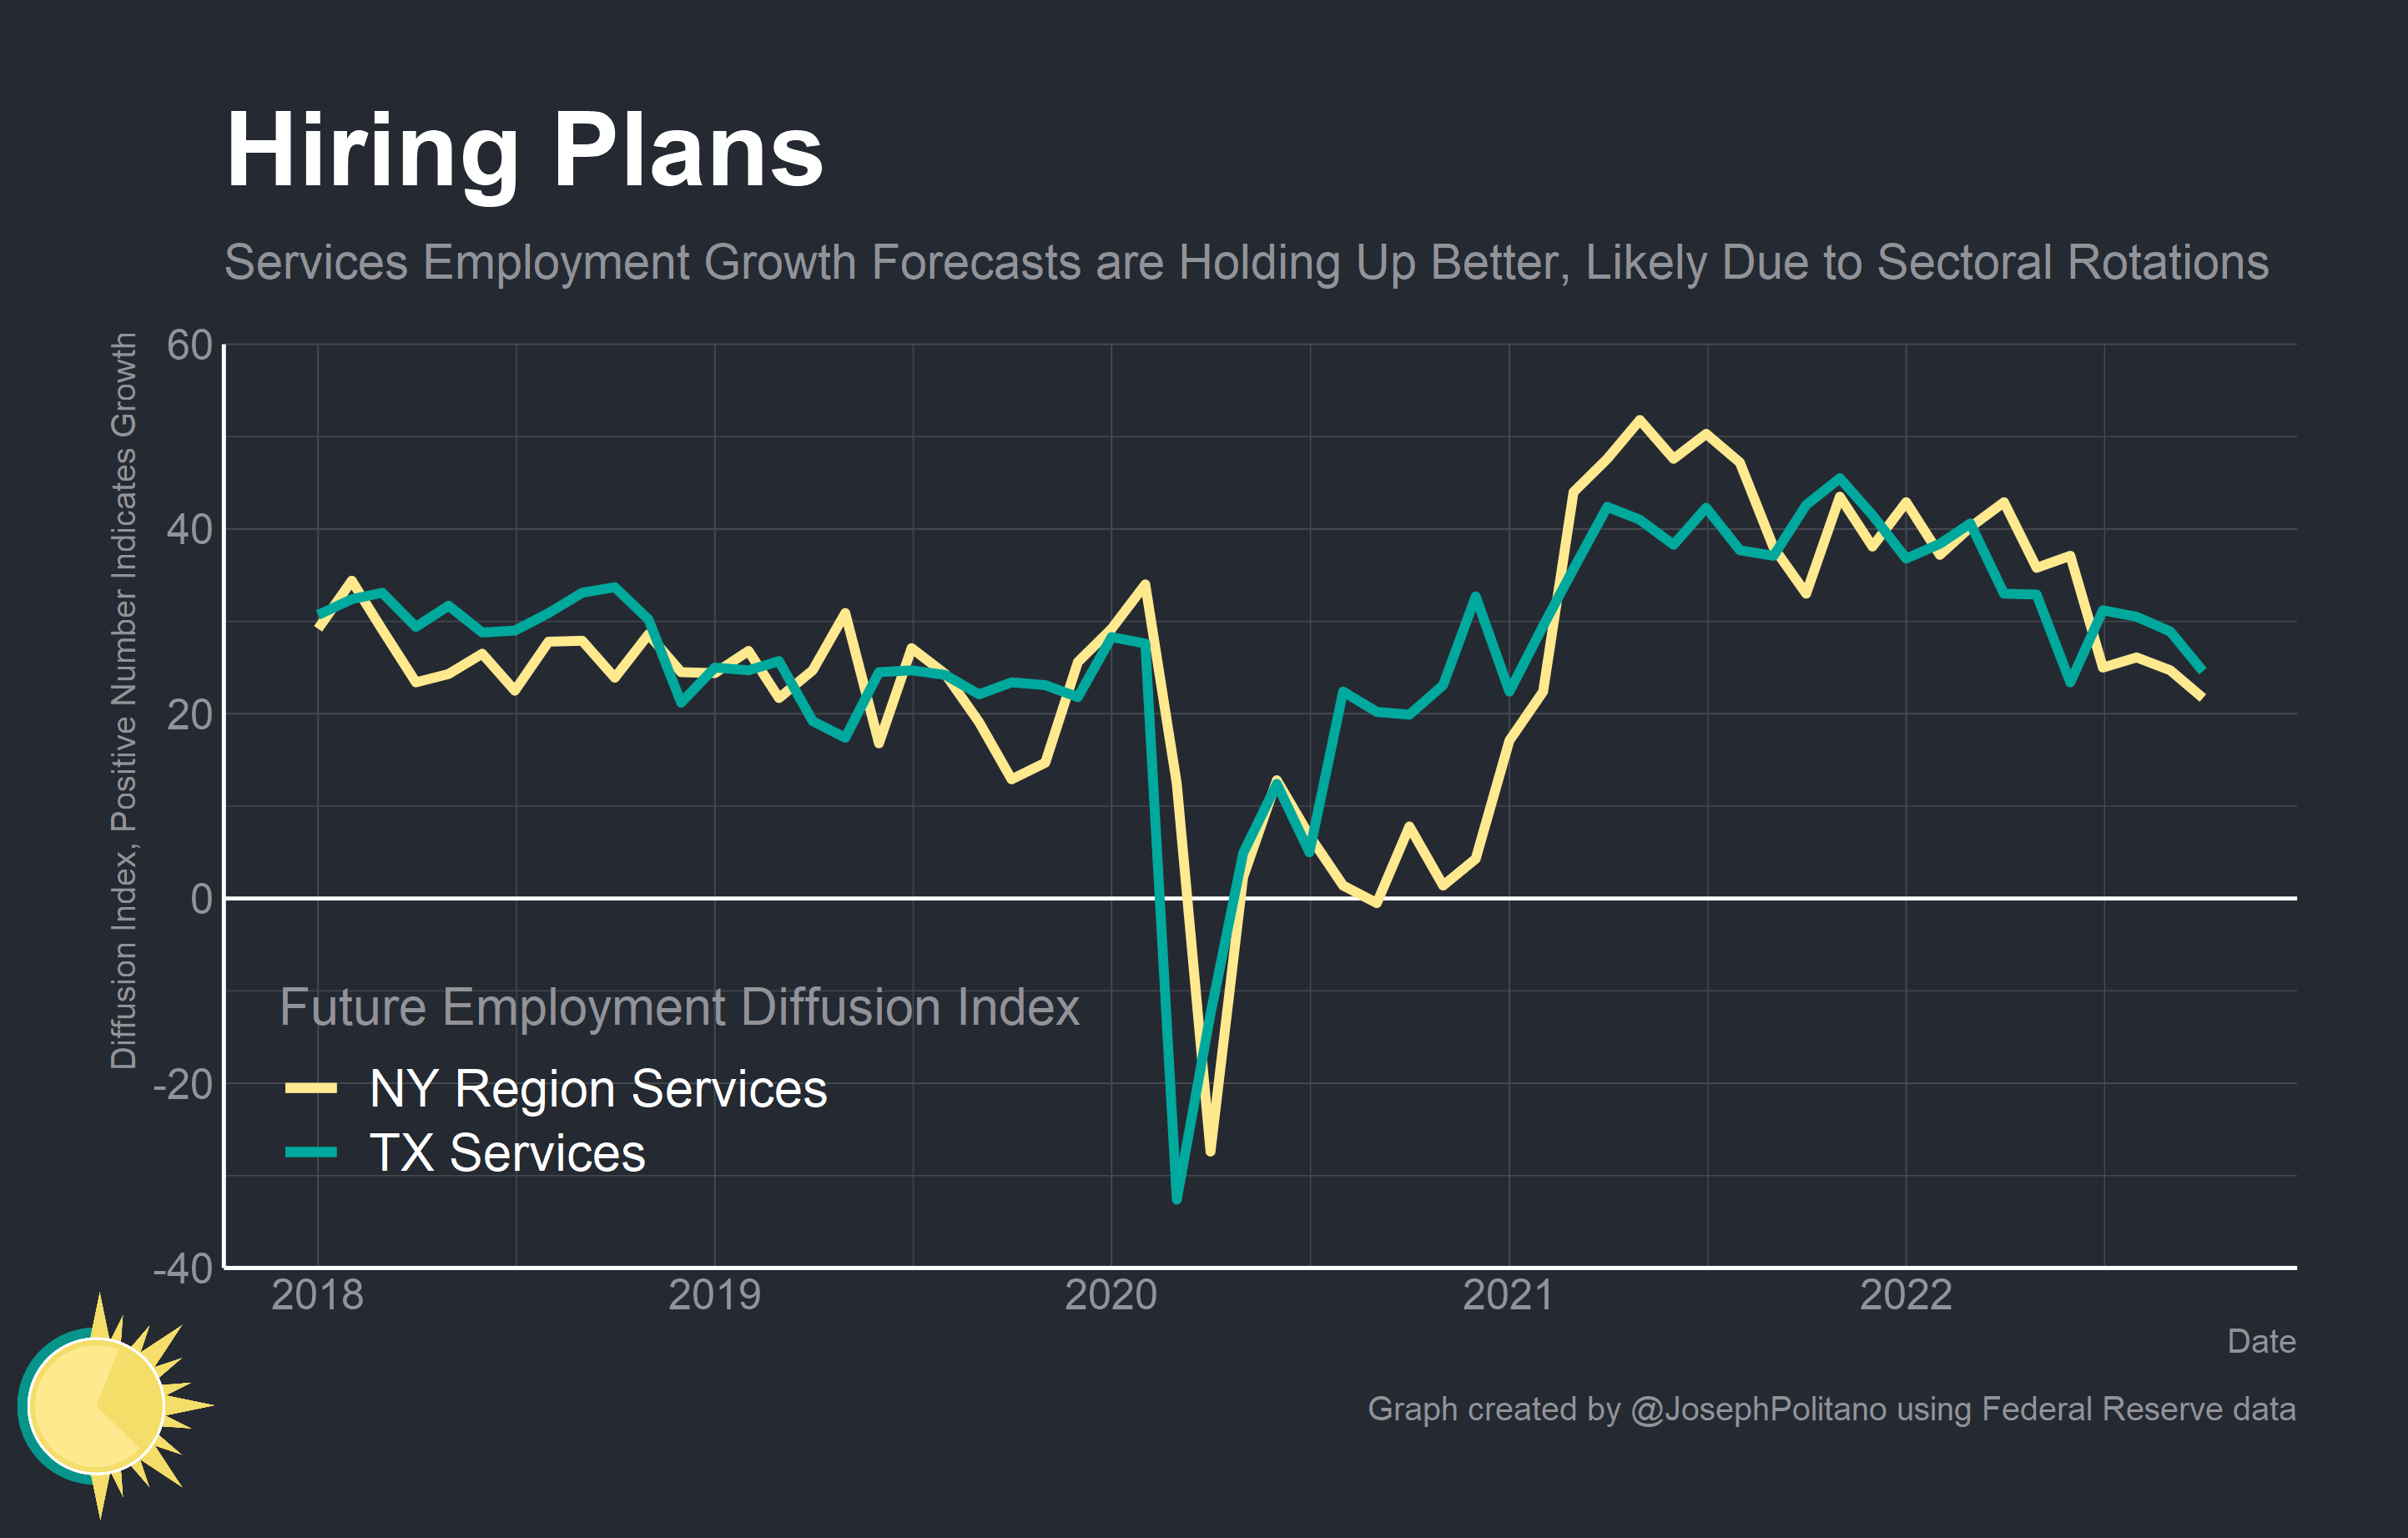 Hiring Plans
Services Employment Growth Forecasts are Holding Up Better, Likely Due to Sectoral Rotations
Diffusion Index, Positive Number Indicates Growth
60
40
20
0
-20
-40
Future Employment Diffusion Index
NY Region Services
TX Services
2018
2019
2020
2021
2022
Date
Graph created by @JosephPolitano using Federal Reserve data